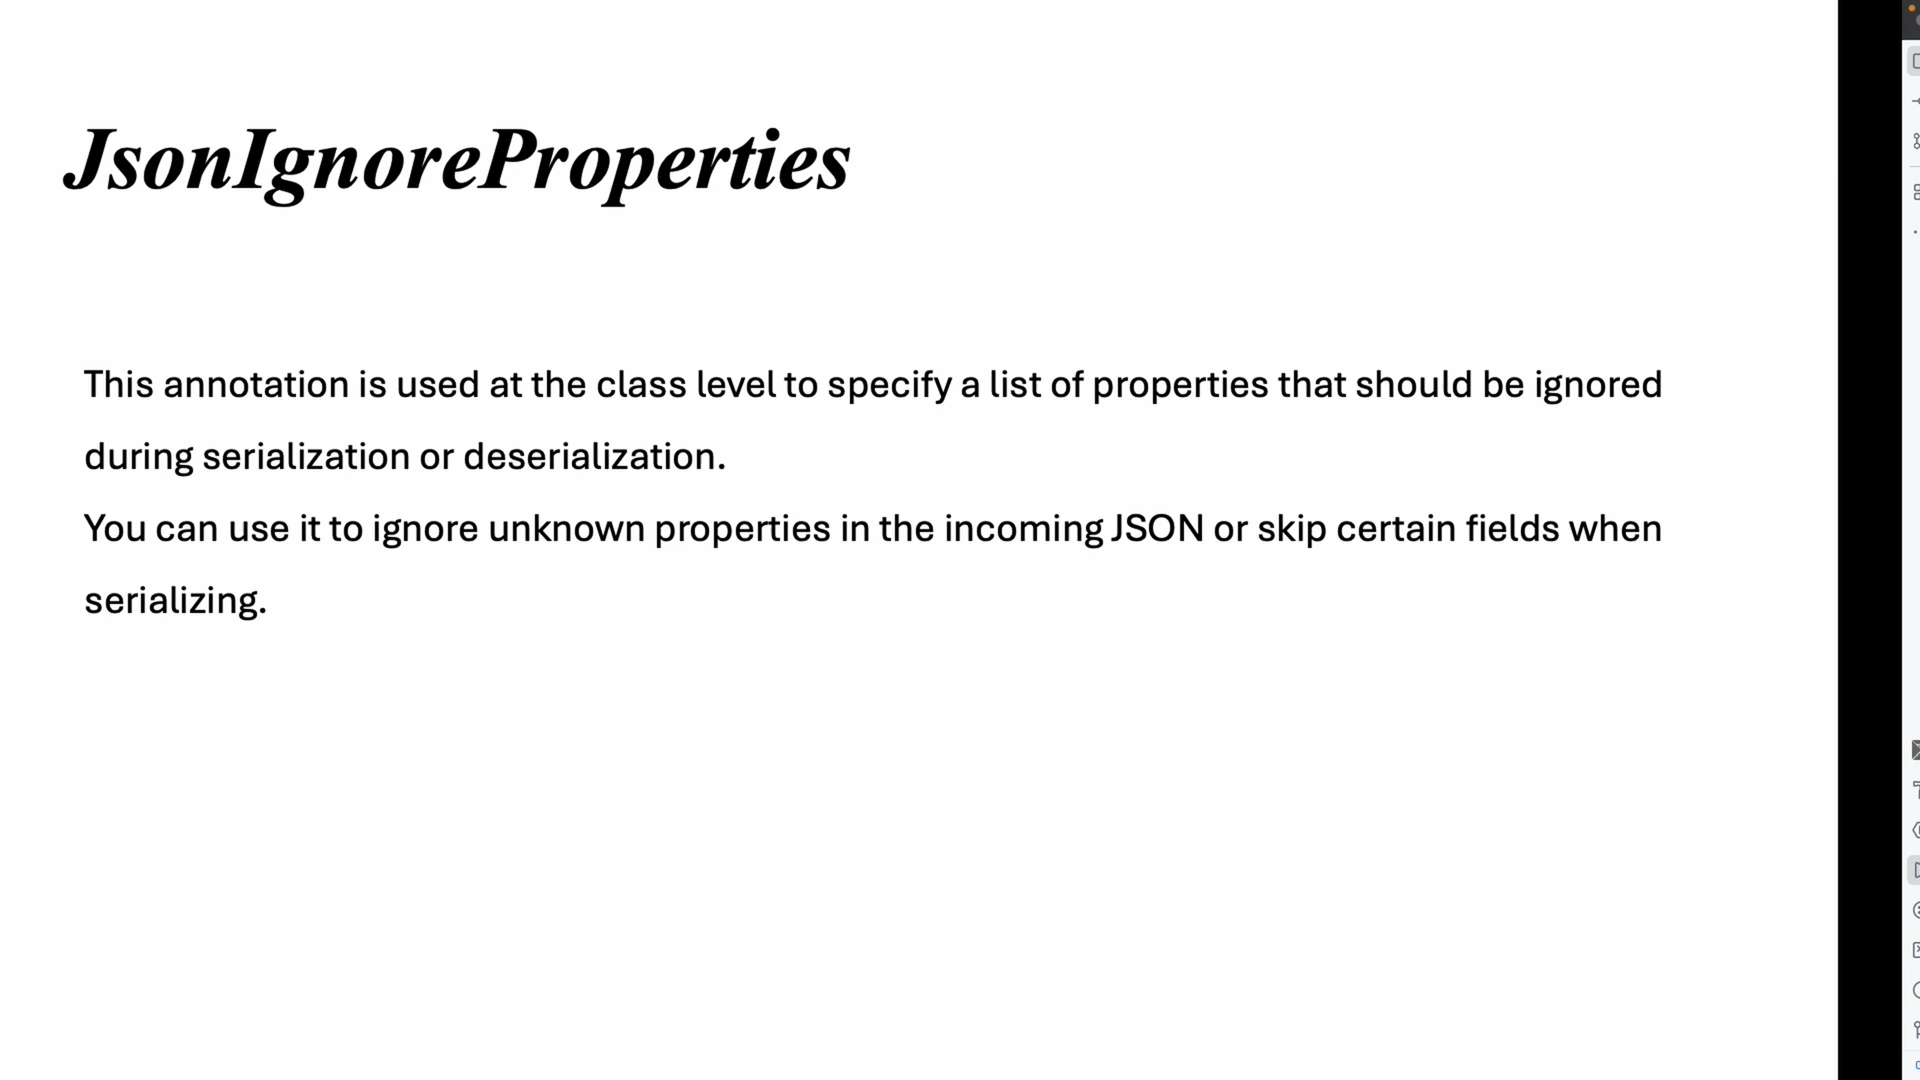 JsonIgnoreProperties
This annotation is used at the class level to specify a list of properties that should be ignored
during serialization or deserialization.
You can use it to ignore unknown properties in the incoming JSON or skip certain fields when
serializing.